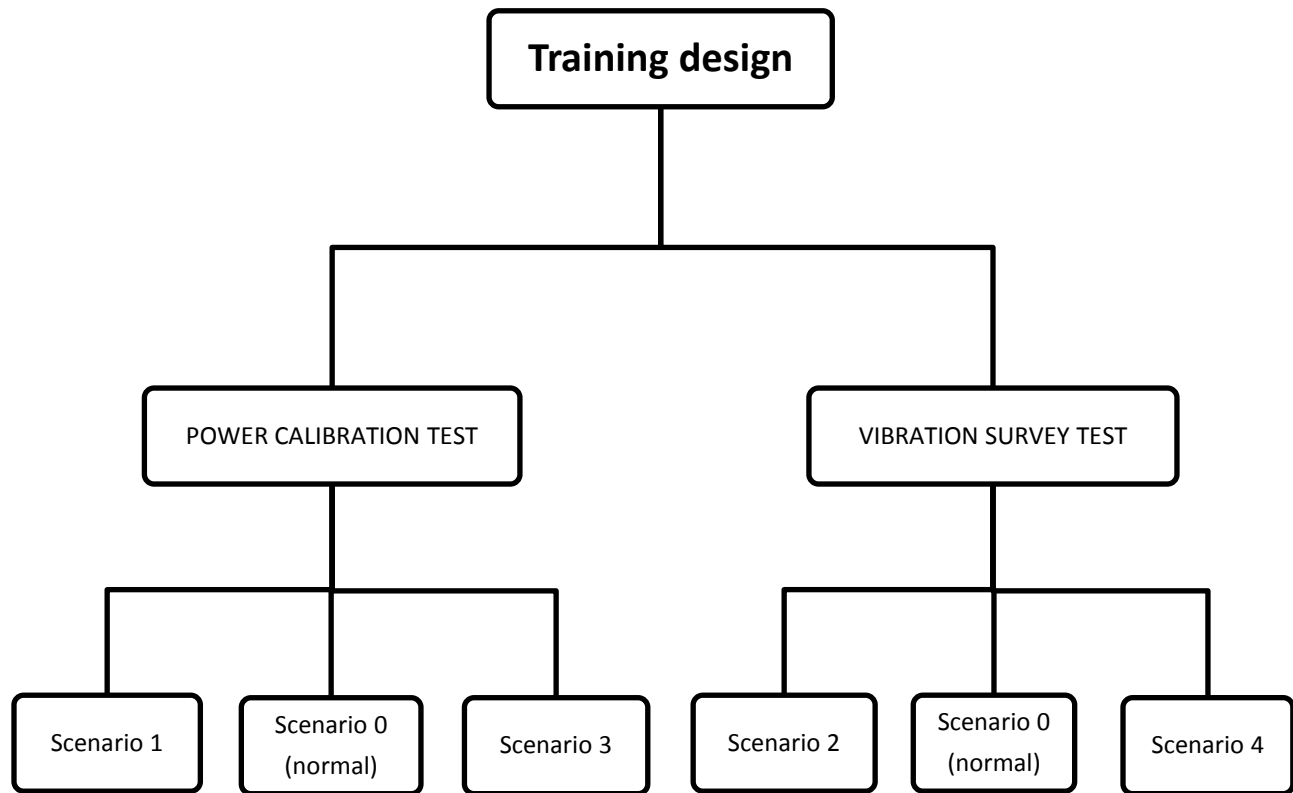 Training design
POWER CALIBRATION TEST
VIBRATION SURVEY TEST
Scenario 1
Scenario 0
(normal)
Scenario 3
Scenario 2
Scenario 0
(normal)
Scenario 4